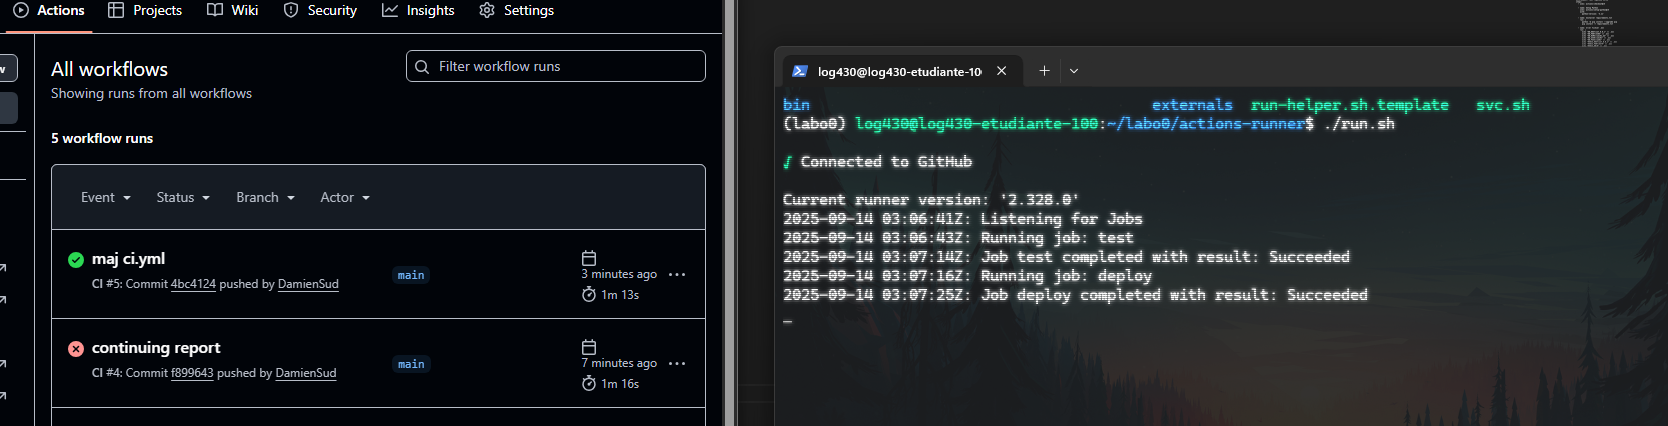 Actions Projects Wiki Security Insights Settings
w
All workflows
Filter workflow runs
Showing runs from all workflows
5 workflow runs
Event Status Branch Actor
maj ci.yml
CI #5: Commit 4bc4124 pushed by DamienSud
main
3 minutes ago
1m 13s
continuing report
CI #4: Commit f899643 pushed by DamienSud
main
7 minutes ago
1m 16s
log430@log430-etudiante-10
bin externals run-helper.sh.template svc.sh
(labo0) log430@log430-etudiante-100:~/labo0/actions-runner$ ./run.sh
√ Connected to GitHub
Current runner version: '2.328.0'
2025-09-14 03:06:41Z: Listening for Jobs
2025-09-14 03:06:43Z: Running job: test
2025-09-14 03:07:14Z: Job test completed with result: Succeeded
2025-09-14 03:07:16Z: Running job: deploy
2025-09-14 03:07:25Z: Job deploy completed with result: Succeeded